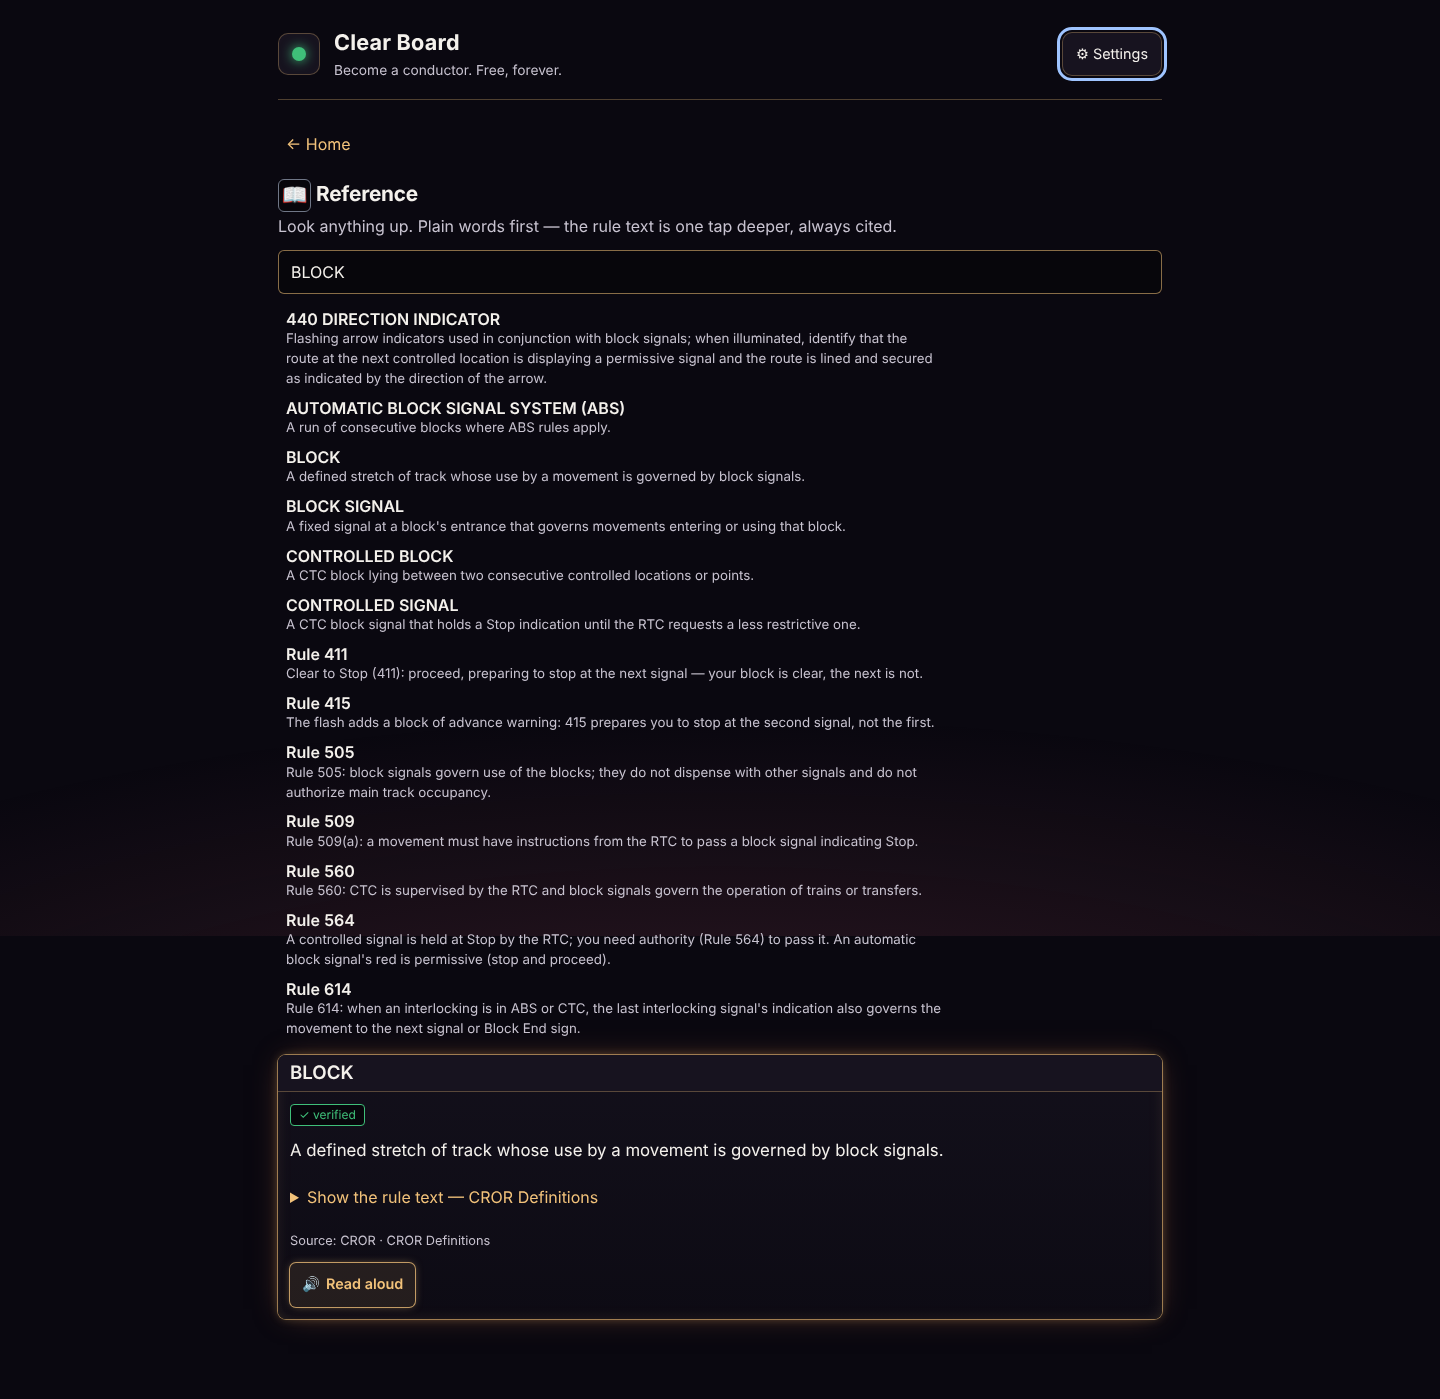 Clear Board
Become a conductor. Free, forever.
⚙ Settings
← Home
📖 Reference
Look anything up. Plain words first — the rule text is one tap deeper, always cited.
BLOCK
440 DIRECTION INDICATOR
Flashing arrow indicators used in conjunction with block signals; when illuminated, identify that the
route at the next controlled location is displaying a permissive signal and the route is lined and secured
as indicated by the direction of the arrow.
AUTOMATIC BLOCK SIGNAL SYSTEM (ABS)
A run of consecutive blocks where ABS rules apply.
BLOCK
A defined stretch of track whose use by a movement is governed by block signals.
BLOCK SIGNAL
A fixed signal at a block's entrance that governs movements entering or using that block.
CONTROLLED BLOCK
A CTC block lying between two consecutive controlled locations or points.
CONTROLLED SIGNAL
A CTC block signal that holds a Stop indication until the RTC requests a less restrictive one.
Rule 411
Clear to Stop (411): proceed, preparing to stop at the next signal — your block is clear, the next is not.
Rule 415
The flash adds a block of advance warning: 415 prepares you to stop at the second signal, not the first.
Rule 505
Rule 505: block signals govern use of the blocks; they do not dispense with other signals and do not
authorize main track occupancy.
Rule 509
Rule 509(a): a movement must have instructions from the RTC to pass a block signal indicating Stop.
Rule 560
Rule 560: CTC is supervised by the RTC and block signals govern the operation of trains or transfers.
Rule 564
A controlled signal is held at Stop by the RTC; you need authority (Rule 564) to pass it. An automatic
block signal's red is permissive (stop and proceed).
Rule 614
Rule 614: when an interlocking is in ABS or CTC, the last interlocking signal's indication also governs the
movement to the next signal or Block End sign.
BLOCK
✓ verified
A defined stretch of track whose use by a movement is governed by block signals.
▶ Show the rule text — CROR Definitions
Source: CROR · CROR Definitions
🔊 Read aloud